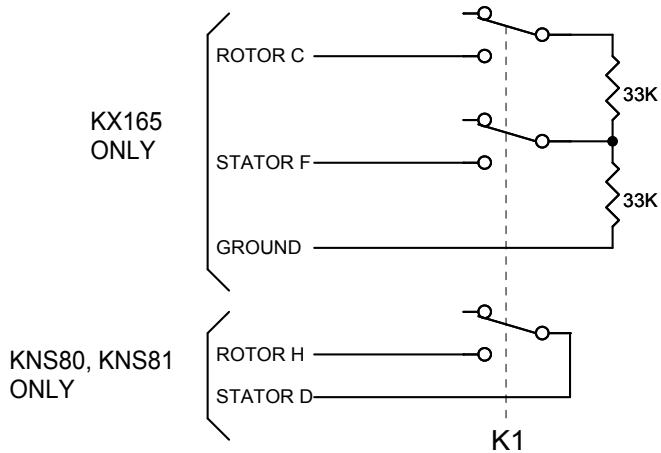 KX165
ONLY
ROTOR C
STATOR F
GROUND
33K
33K
KNS80, KNS81
ONLY
ROTOR H
STATOR D
K1